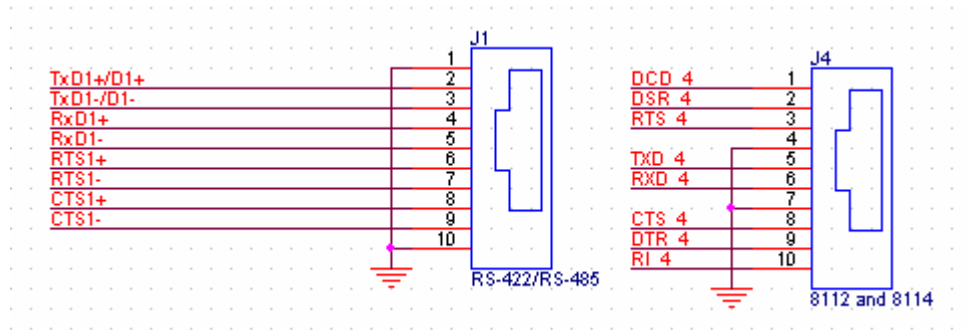 J1
1
TxD1+/D1+ 2
TxD1-/D1- 3
RxD1+ 4
RxD1- 5
RTS1+ 6
RTS1- 7
CTS1+ 8
CTS1- 9
10
RS-422/RS-485
J4
DCD 4 1
DSR 4 2
RTS 4 3
4
TXD 4 5
RXD 4 6
7
CTS 4 8
DTR 4 9
RI 4 10
8112 and 8114